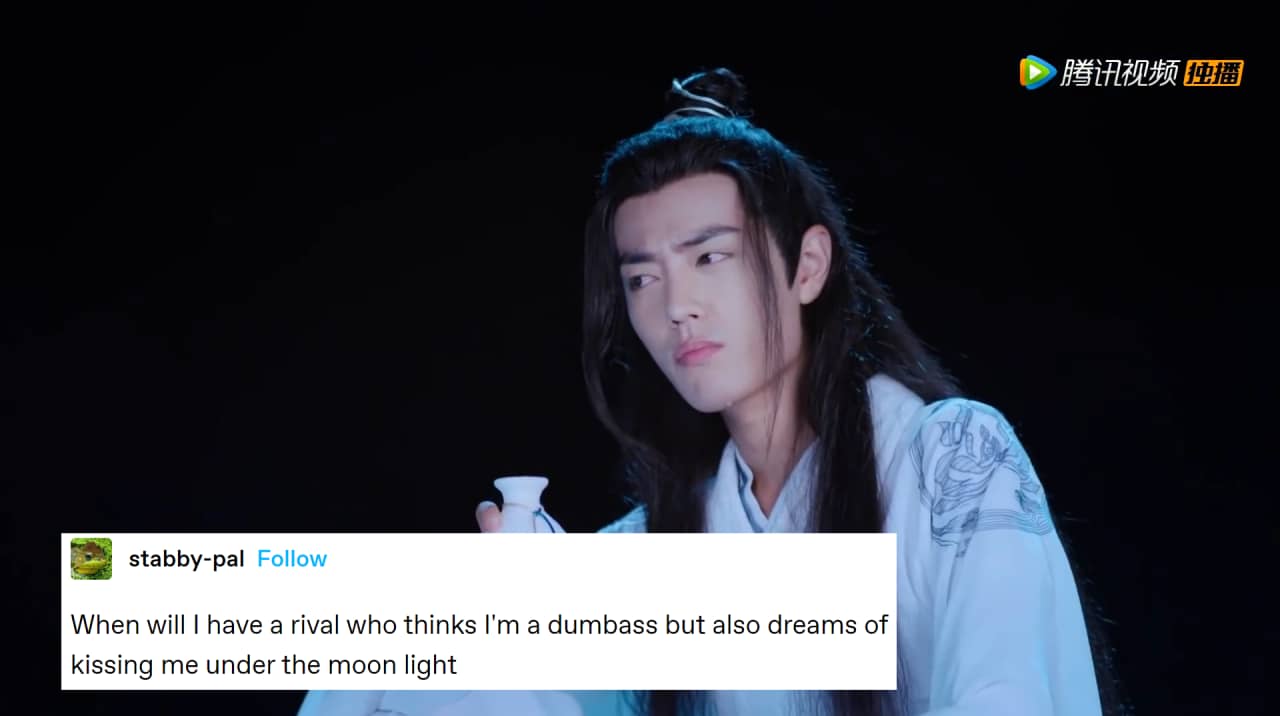 腾讯视频 独播
stabby-pal Follow
When will I have a rival who thinks I'm a dumbass but also dreams of
kissing me under the moon light